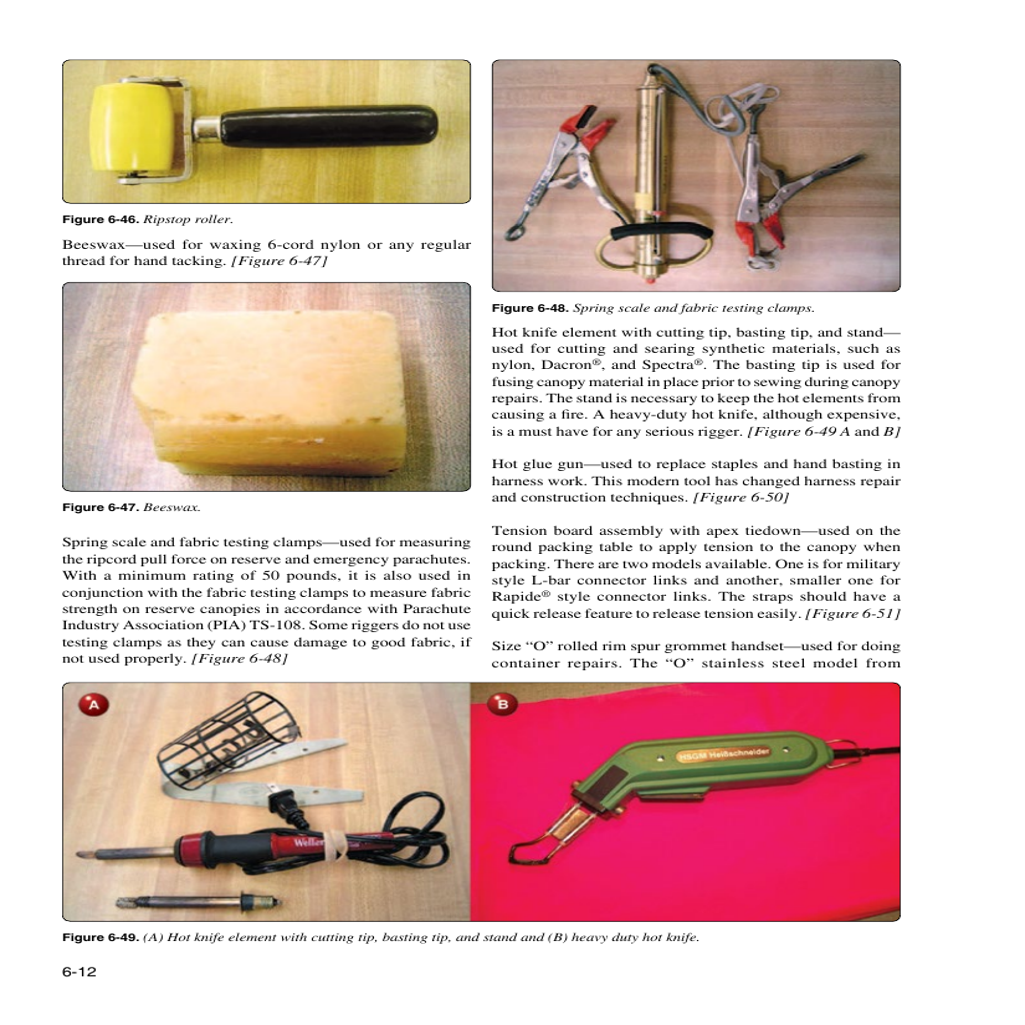 Figure 6-46. Ripstop roller.
Beeswax—used for waxing 6-cord nylon or any regular
thread for hand tacking. [Figure 6-47]
Figure 6-47. Beeswax.
Spring scale and fabric testing clamps—used for measuring
the ripcord pull force on reserve and emergency parachutes.
With a minimum rating of 50 pounds, it is also used in
conjunction with the fabric testing clamps to measure fabric
strength on reserve canopies in accordance with Parachute
Industry Association (PIA) TS-108. Some riggers do not use
testing clamps as they can cause damage to good fabric, if
not used properly. [Figure 6-48]
Figure 6-48. Spring scale and fabric testing clamps.
Hot knife element with cutting tip, basting tip, and stand—
used for cutting and searing synthetic materials, such as
nylon, Dacron®, and Spectra®. The basting tip is used for
fusing canopy material in place prior to sewing during canopy
repairs. The stand is necessary to keep the hot elements from
causing a fire. A heavy-duty hot knife, although expensive,
is a must have for any serious rigger. [Figure 6-49 A and B]
Hot glue gun—used to replace staples and hand basting in
harness work. This modern tool has changed harness repair
and construction techniques. [Figure 6-50]
Tension board assembly with apex tiedown—used on the
round packing table to apply tension to the canopy when
packing. There are two models available. One is for military
style L-bar connector links and another, smaller one for
Rapide® style connector links. The straps should have a
quick release feature to release tension easily. [Figure 6-51]
Size “O” rolled rim spur grommet handset—used for doing
container repairs. The “O” stainless steel model from
A
Weller
B
HSGM Heißschneider
Figure 6-49. (A) Hot knife element with cutting tip, basting tip, and stand and (B) heavy duty hot knife.
6-12